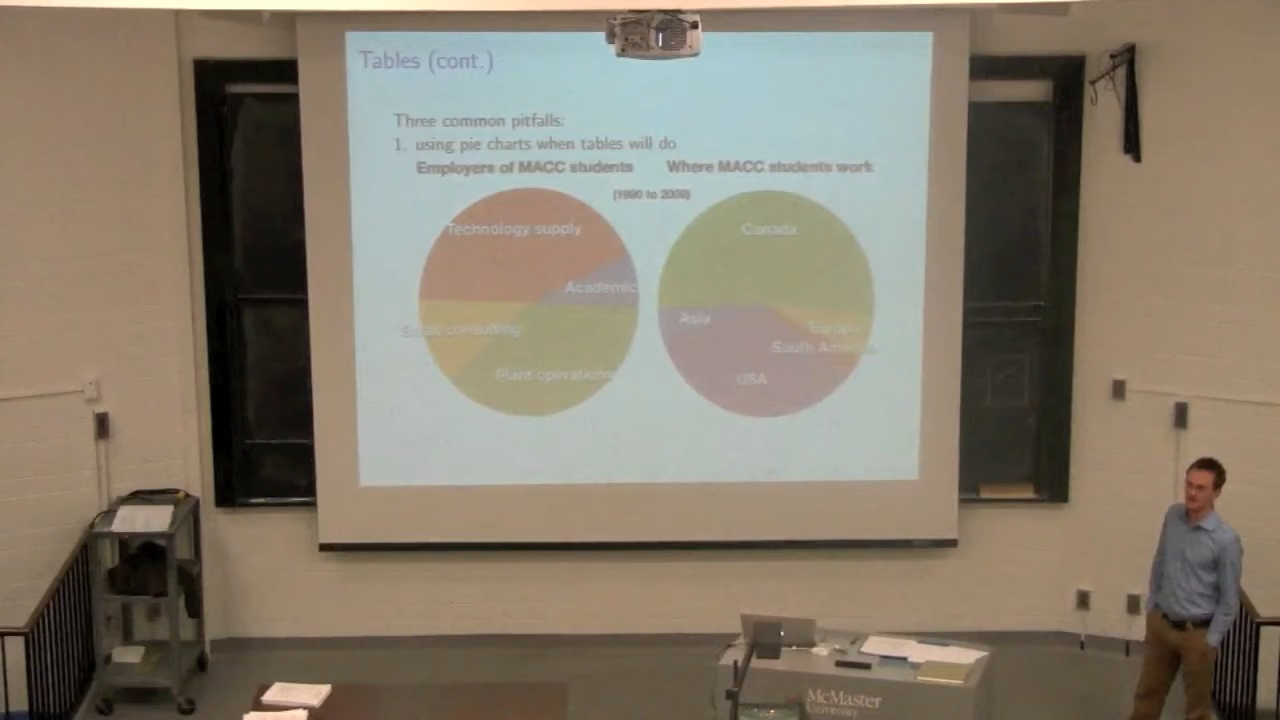 Tables (cont.)
Three common pitfalls:
1. using pie charts when tables will do
Employers of MACC students
Where MACC students work
(1990 to 2008)
Technology supply
Academic
Small consulting
Plant operations
Canada
Asia
Europe
South America
USA
McMaster
University